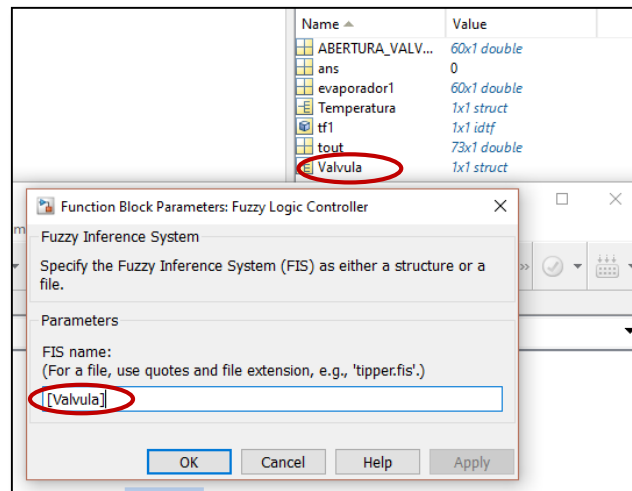 Name Value
ABERTURA_VALV... 60x1 double
ans 0
evaporador1 60x1 double
Temperatura 1x1 struct
tf1 1x1 idtf
tout 73x1 double
Valvula 1x1 struct
Function Block Parameters: Fuzzy Logic Controller
m
Fuzzy Inference System
Specify the Fuzzy Inference System (FIS) as either a structure or a
file.
»
Parameters
FIS name:
(For a file, use quotes and file extension, e.g., 'tipper.fis'.)
[Valvula]
OK Cancel Help Apply